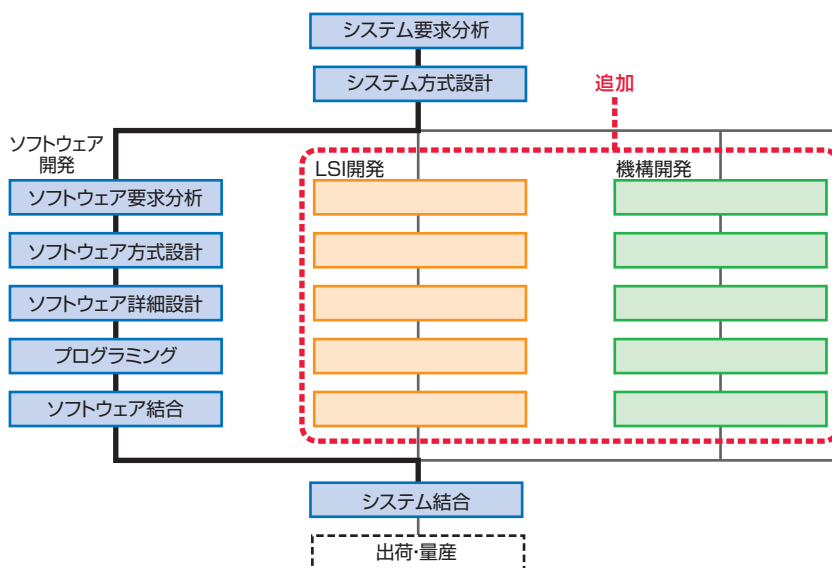 システム要求分析
システム方式設計
追加
ソフトウェア
開発
ソフトウェア要求分析
ソフトウェア方式設計
ソフトウェア詳細設計
プログラミング
ソフトウェア結合
LSI開発
機構開発
システム結合
出荷・量産